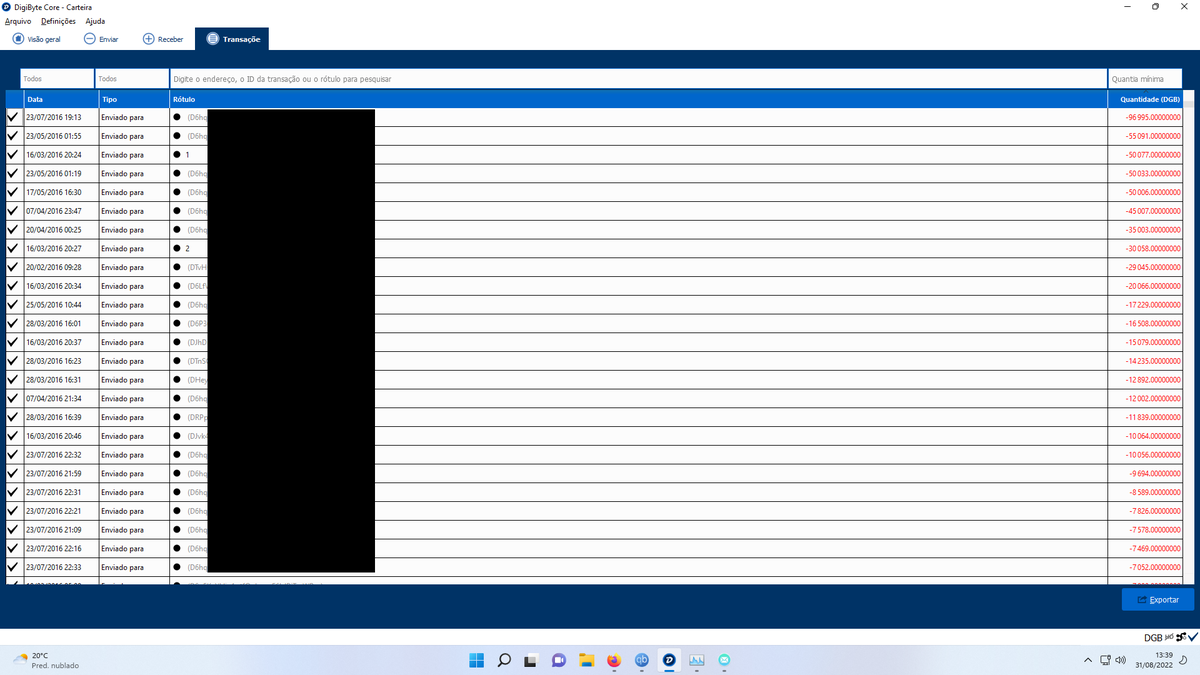 DigiByte Core - Carteira
Arquivo Definições Ajuda
Visão geral Enviar Receber Transaçõe
Todos Todos Digite o endereço, o ID da transação ou o rótulo para pesquisar Quantia mínima
Data Tipo Rótulo Quantidade (DGB)
23/07/2016 19:13 Enviado para (D6hq -96 995.00000000
23/05/2016 01:55 Enviado para (D6hq -55 091.00000000
16/03/2016 20:24 Enviado para 1 -50 077.00000000
23/05/2016 01:19 Enviado para (D6hq -50 033.00000000
17/05/2016 16:30 Enviado para (D6hq -50 006.00000000
07/04/2016 23:47 Enviado para (D6hq -45 007.00000000
20/04/2016 00:25 Enviado para (D6hq -35 003.00000000
16/03/2016 20:27 Enviado para 2 -30 058.00000000
20/02/2016 09:28 Enviado para (DTvH -29 045.00000000
16/03/2016 20:34 Enviado para -20 066.00000000
25/05/2016 10:44 Enviado para (D6hq -17 229.00000000
28/03/2016 16:01 Enviado para (D6P3 -16 508.00000000
16/03/2016 20:37 Enviado para (DJhD -15 079.00000000
28/03/2016 16:23 Enviado para -14 235.00000000
28/03/2016 16:31 Enviado para (DHey -12 892.00000000
07/04/2016 21:34 Enviado para (D6hq -12 002.00000000
28/03/2016 16:39 Enviado para (DRPp -11 839.00000000
16/03/2016 20:46 Enviado para -10 064.00000000
23/07/2016 22:32 Enviado para (D6hq -10 056.00000000
23/07/2016 21:59 Enviado para (D6hq -9 694.00000000
23/07/2016 22:31 Enviado para (D6hq -8 589.00000000
23/07/2016 22:21 Enviado para (D6hq -7 826.00000000
23/07/2016 21:09 Enviado para (D6hq -7 578.00000000
23/07/2016 22:16 Enviado para (D6hq -7 469.00000000
23/07/2016 22:33 Enviado para (D6hq -7 052.00000000
Exportar
DGB
20°C
Pred. nublado
13:39
31/08/2022